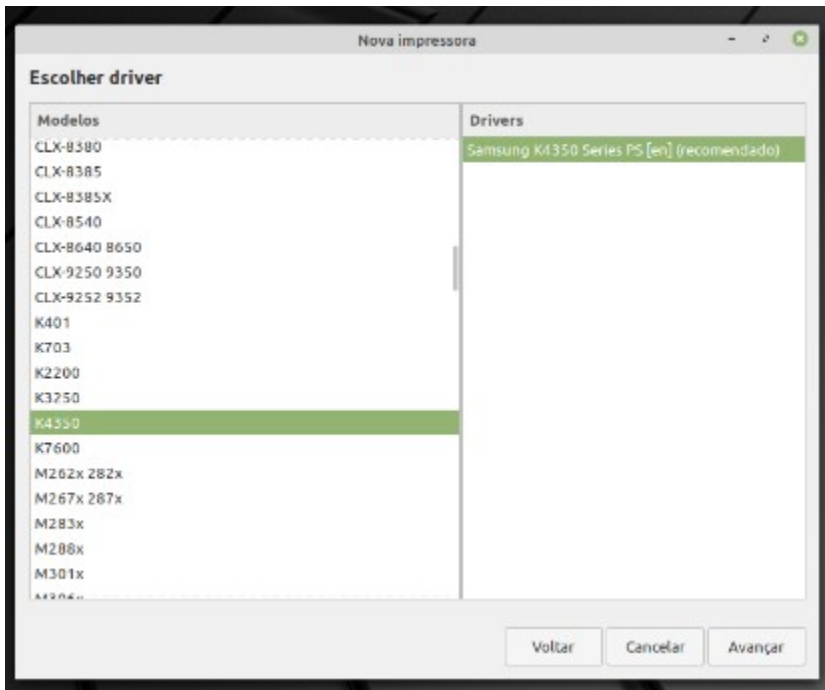 Nova impressora
Escolher driver
Modelos
Drivers
CLX-8380
Samsung K4350 Series PS [en] (recomendado)
CLX-8385
CLX-8385X
CLX-8540
CLX-8640 8650
CLX-9250 9350
CLX-9252 9352
K401
K703
K2200
K3250
K4350
K7600
M262x 282x
M267x 287x
M283x
M288x
M301x
Voltar
Cancelar
Avançar